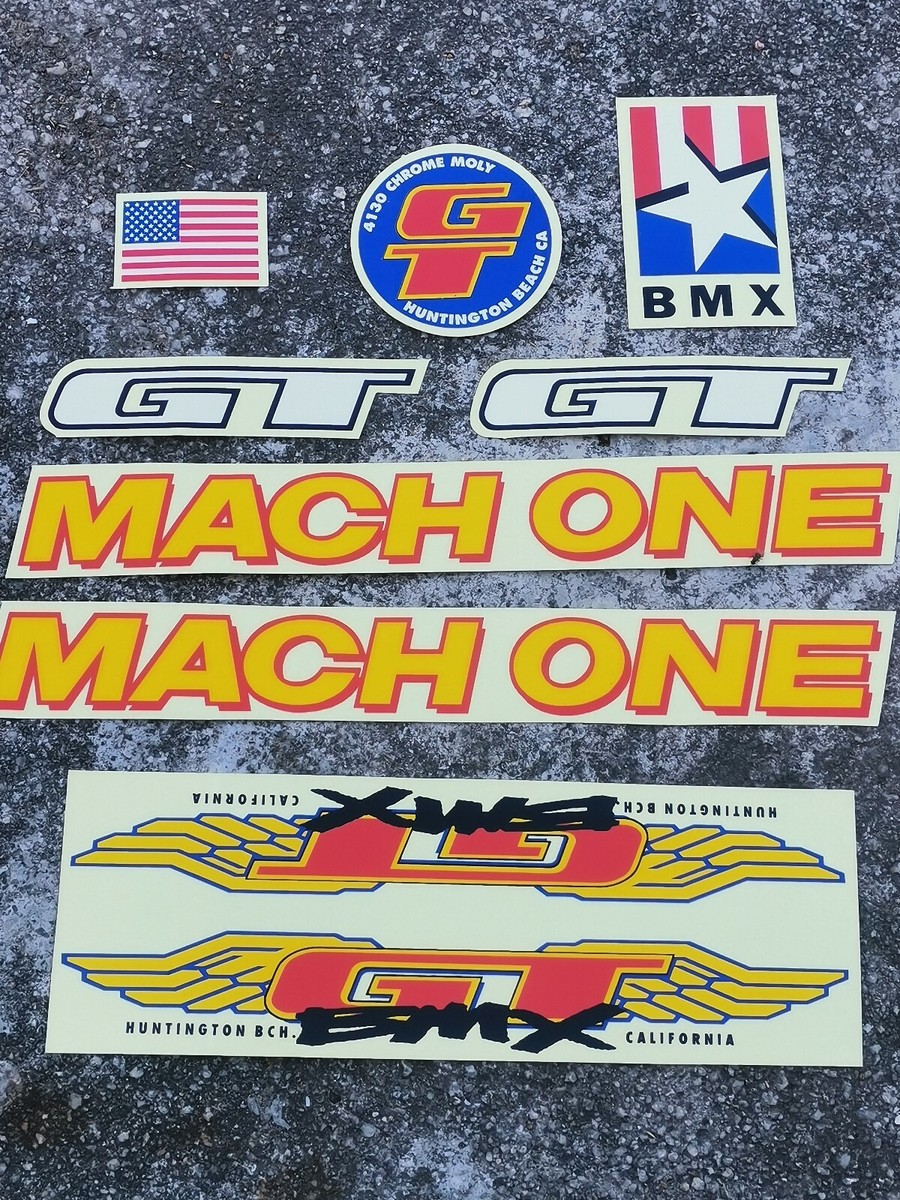 4130 CHROME MOLY
GT
HUNTINGTON BEACH CA
BMX
GT
GT
MACH ONE
MACH ONE
HUNTINGTON BCH.
CALIFORNIA
GT
BMX
GT
BMX
HUNTINGTON BCH.
CALIFORNIA